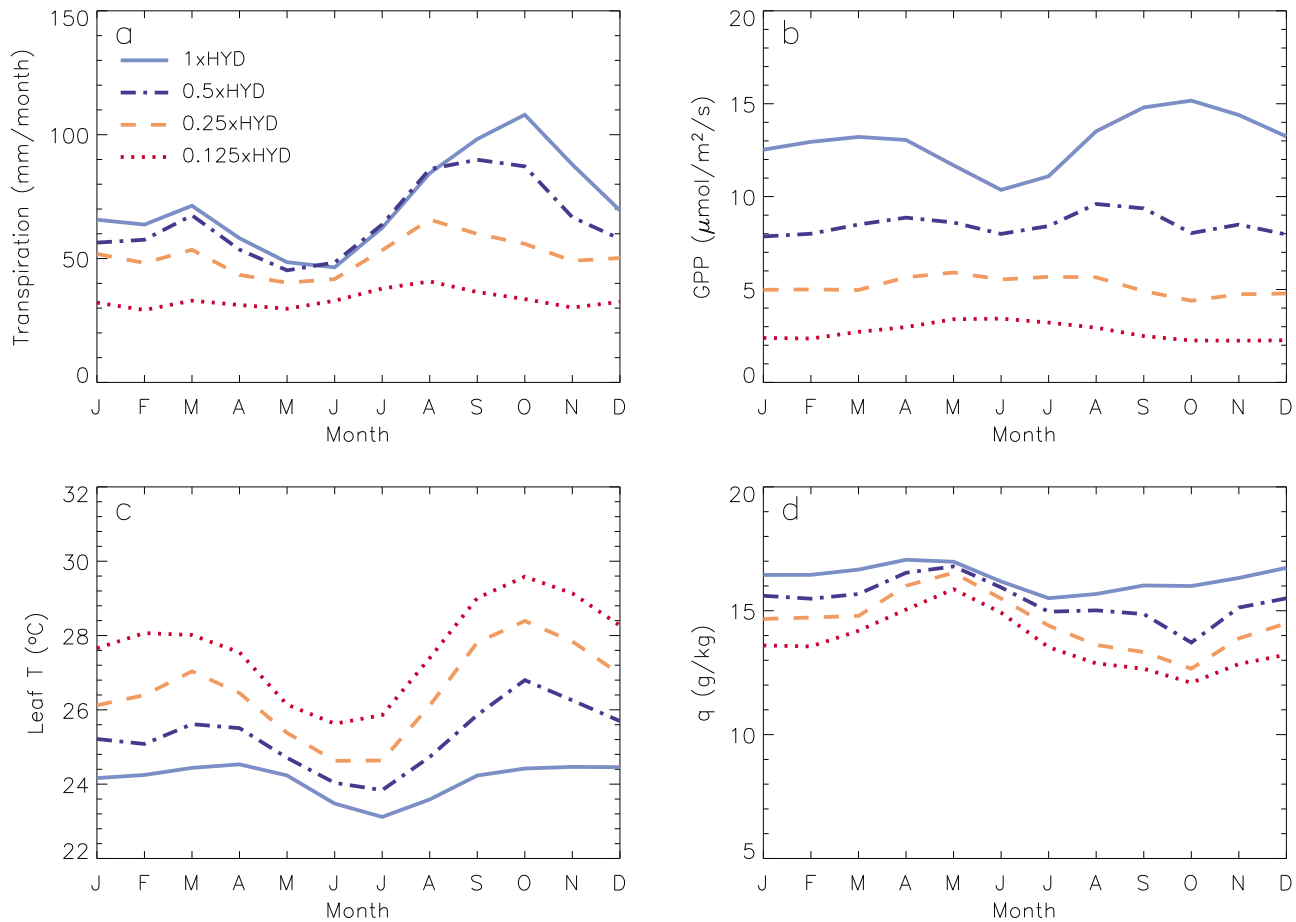 a
1xHYD
0.5xHYD
0.25xHYD
0.125xHYD
Transpiration (mm/month)
150
100
50
0
J F M A M J J A S O N D
Month
b
GPP (μmol/m²/s)
20
15
10
5
0
J F M A M J J A S O N D
Month
c
Leaf T (ºC)
32
30
28
26
24
22
J F M A M J J A S O N D
Month
d
q (g/kg)
20
15
10
5
J F M A M J J A S O N D
Month